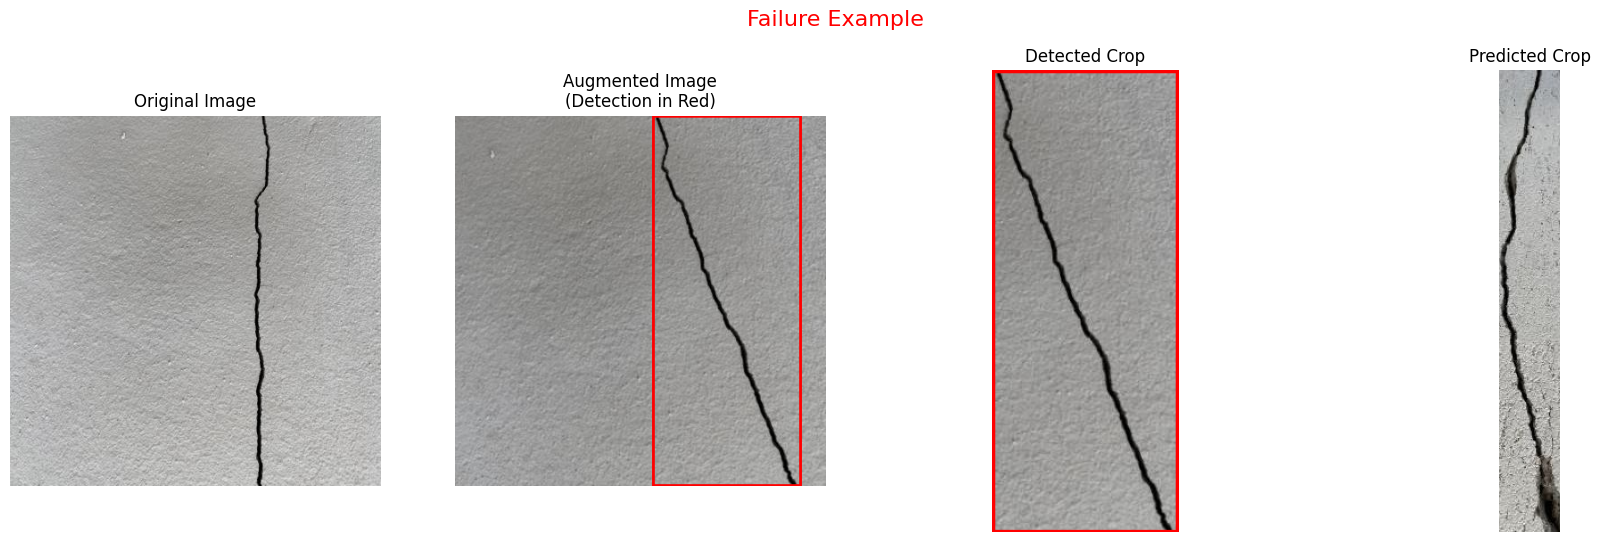 Failure Example
Original Image
Augmented Image
(Detection in Red)
Detected Crop
Predicted Crop